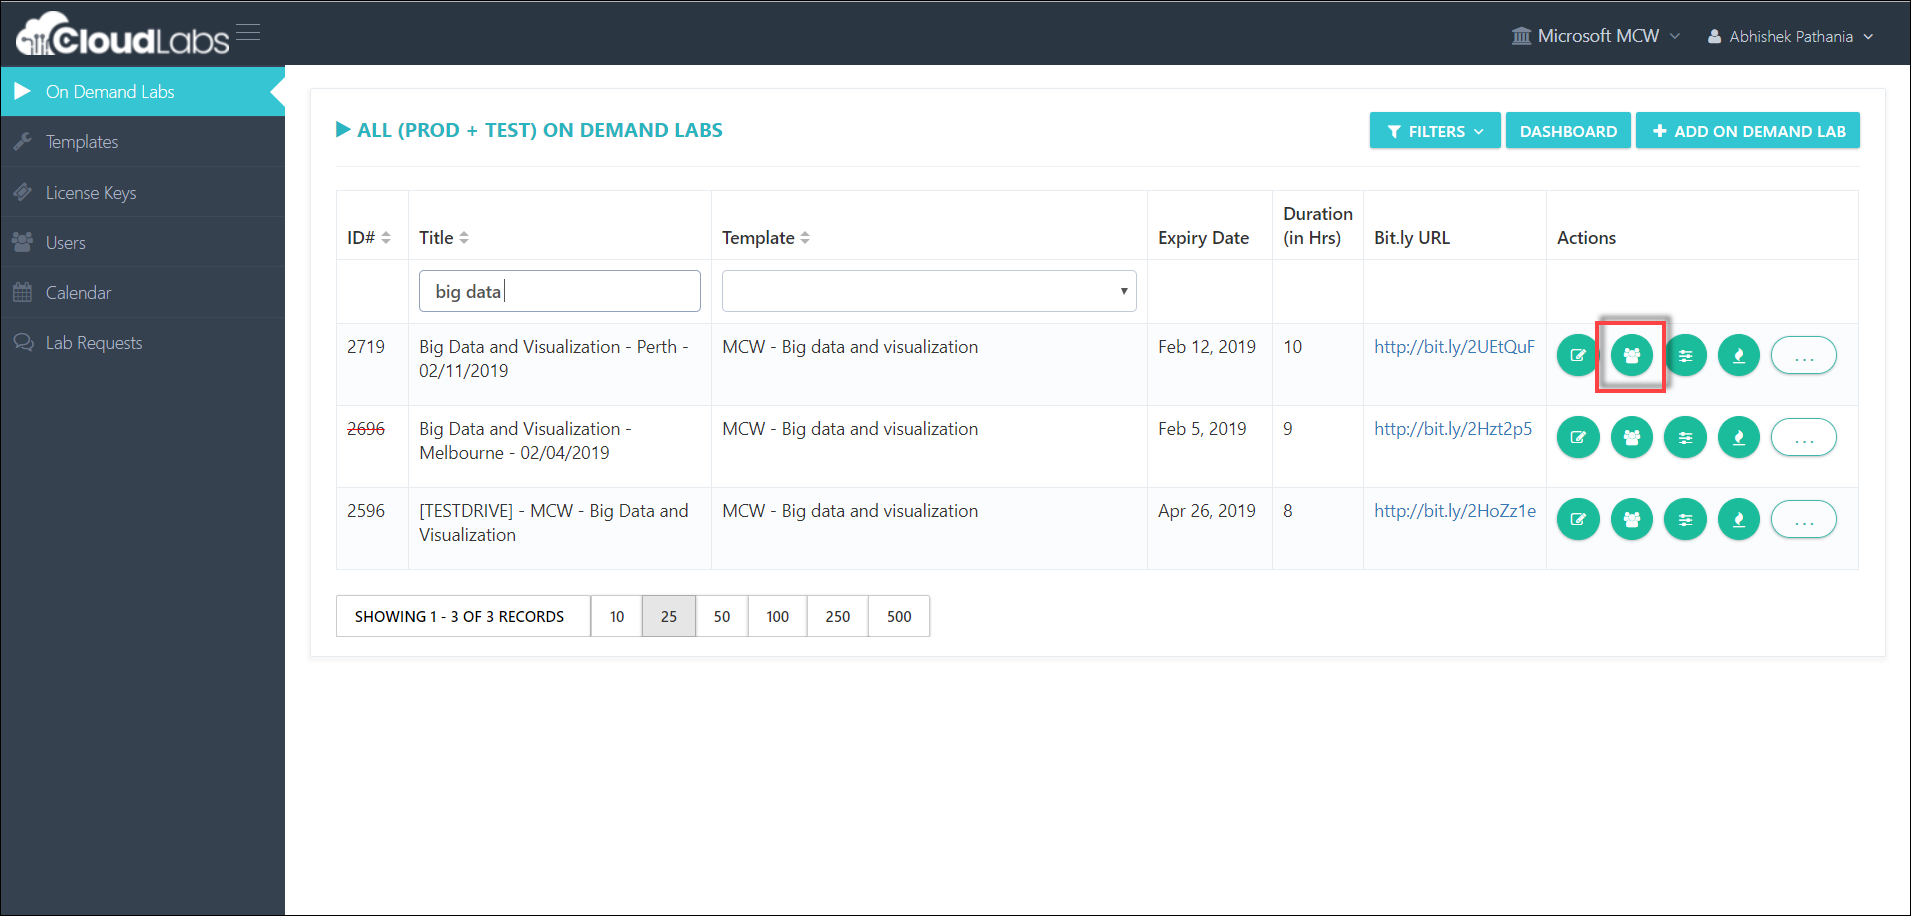 CloudLabs
Microsoft MCW
Abhishek Pathania
On Demand Labs
Templates
License Keys
Users
Calendar
Lab Requests
ALL (PROD + TEST) ON DEMAND LABS
FILTERS
DASHBOARD
+ ADD ON DEMAND LAB
ID#
Title
Template
Expiry Date
Duration
(in Hrs)
Bit.ly URL
Actions
big data
2719
Big Data and Visualization - Perth -
02/11/2019
MCW - Big data and visualization
Feb 12, 2019
10
http://bit.ly/2UEtQuF
...
2696
Big Data and Visualization -
Melbourne - 02/04/2019
MCW - Big data and visualization
Feb 5, 2019
9
http://bit.ly/2Hzt2p5
...
2596
[TESTDRIVE] - MCW - Big Data and
Visualization
MCW - Big data and visualization
Apr 26, 2019
8
http://bit.ly/2HoZz1e
...
SHOWING 1 - 3 OF 3 RECORDS
10
25
50
100
250
500